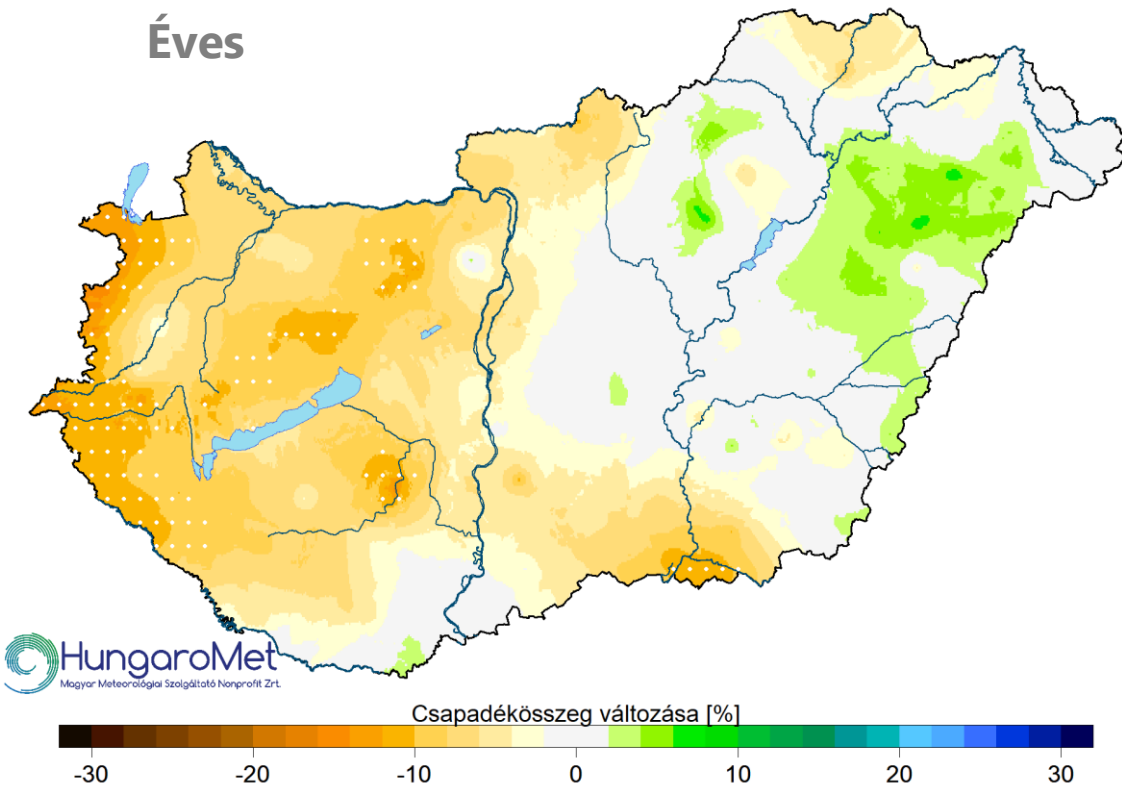 Éves
HungaroMet
Magyar Meteorológiai Szolgáltató Nonprofit Zrt.
Csapadékösszeg változása [%]
-30 -20 -10 0 10 20 30